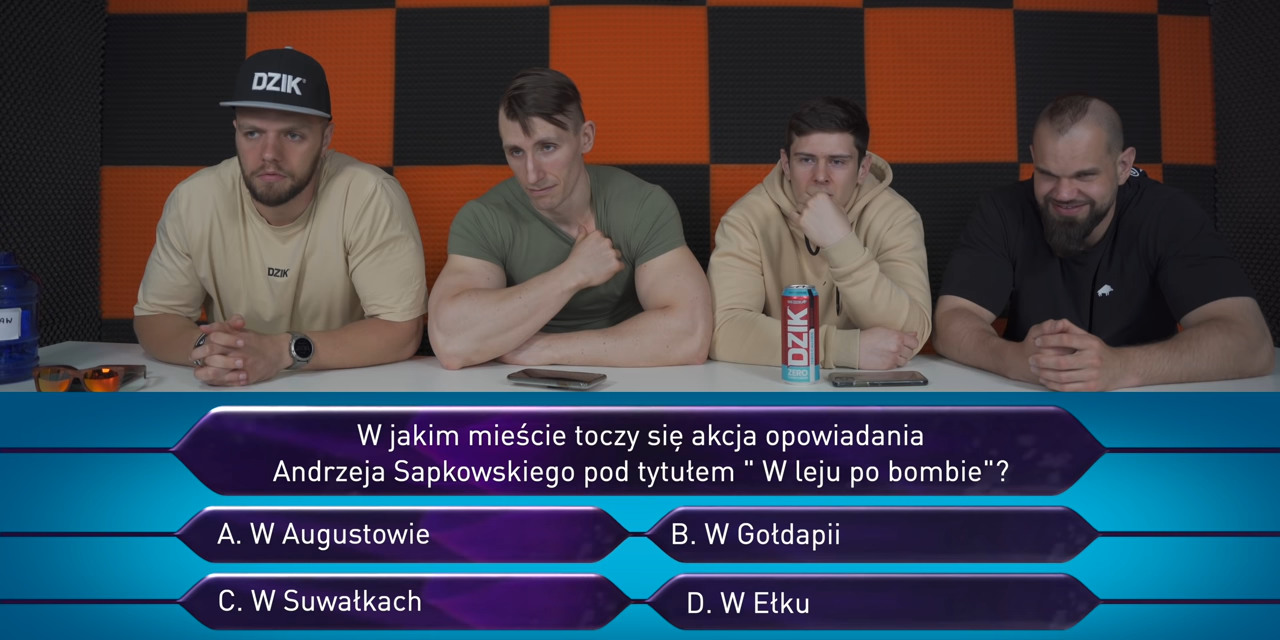 DZIK
DZIK
DZIK
ZERO
W jakim mieście toczy się akcja opowiadania
Andrzeja Sapkowskiego pod tytułem " W leju po bombie"?
A. W Augustowie
B. W Gołdapii
C. W Suwałkach
D. W Ełku